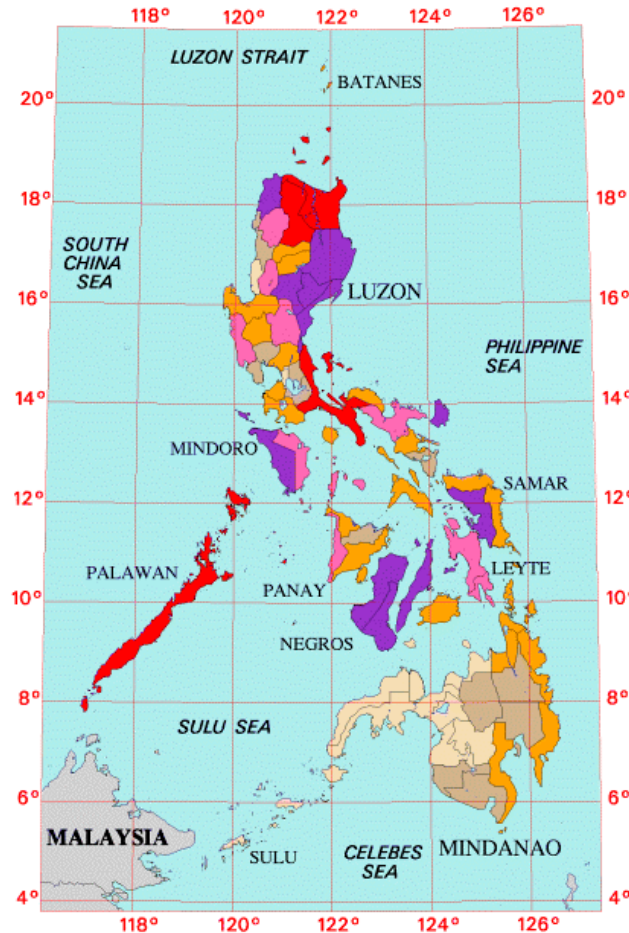 118° 120° 122° 124° 126°
LUZON STRAIT
BATANES
20° 20°
18° 18°
SOUTH
CHINA
SEA
LUZON
16° 16°
PHILIPPINE
SEA
14° 14°
MINDORO
SAMAR
12° 12°
PALAWAN
PANAY
LEYTE
10° 10°
NEGROS
8° 8°
SULU SEA
6° 6°
MALAYSIA
SULU
CELEBES
SEA
MINDANAO
4° 4°
118° 120° 122° 124° 126°